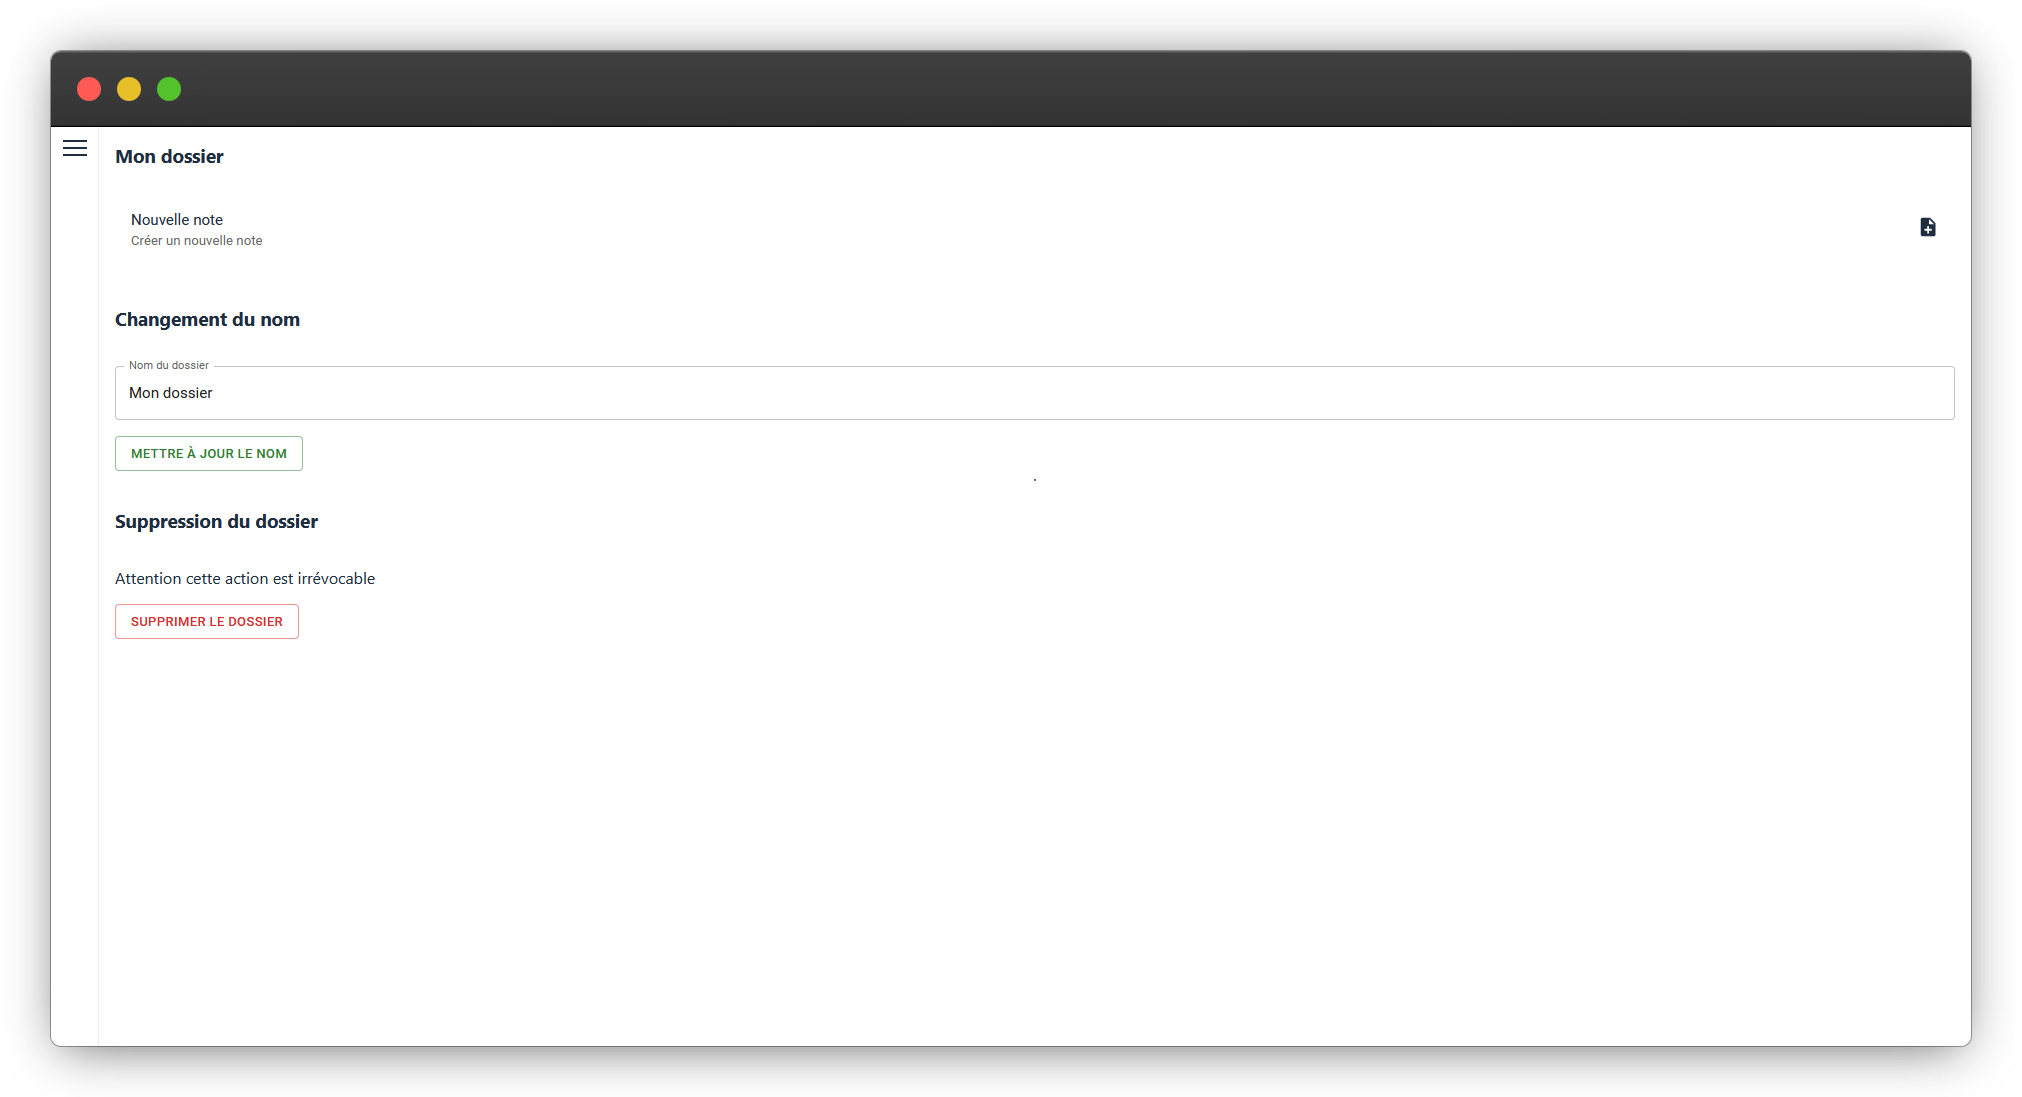 Mon dossier
Nouvelle note
Créer un nouvelle note
Changement du nom
Nom du dossier
Mon dossier
METTRE À JOUR LE NOM
Suppression du dossier
Attention cette action est irrévocable
SUPPRIMER LE DOSSIER